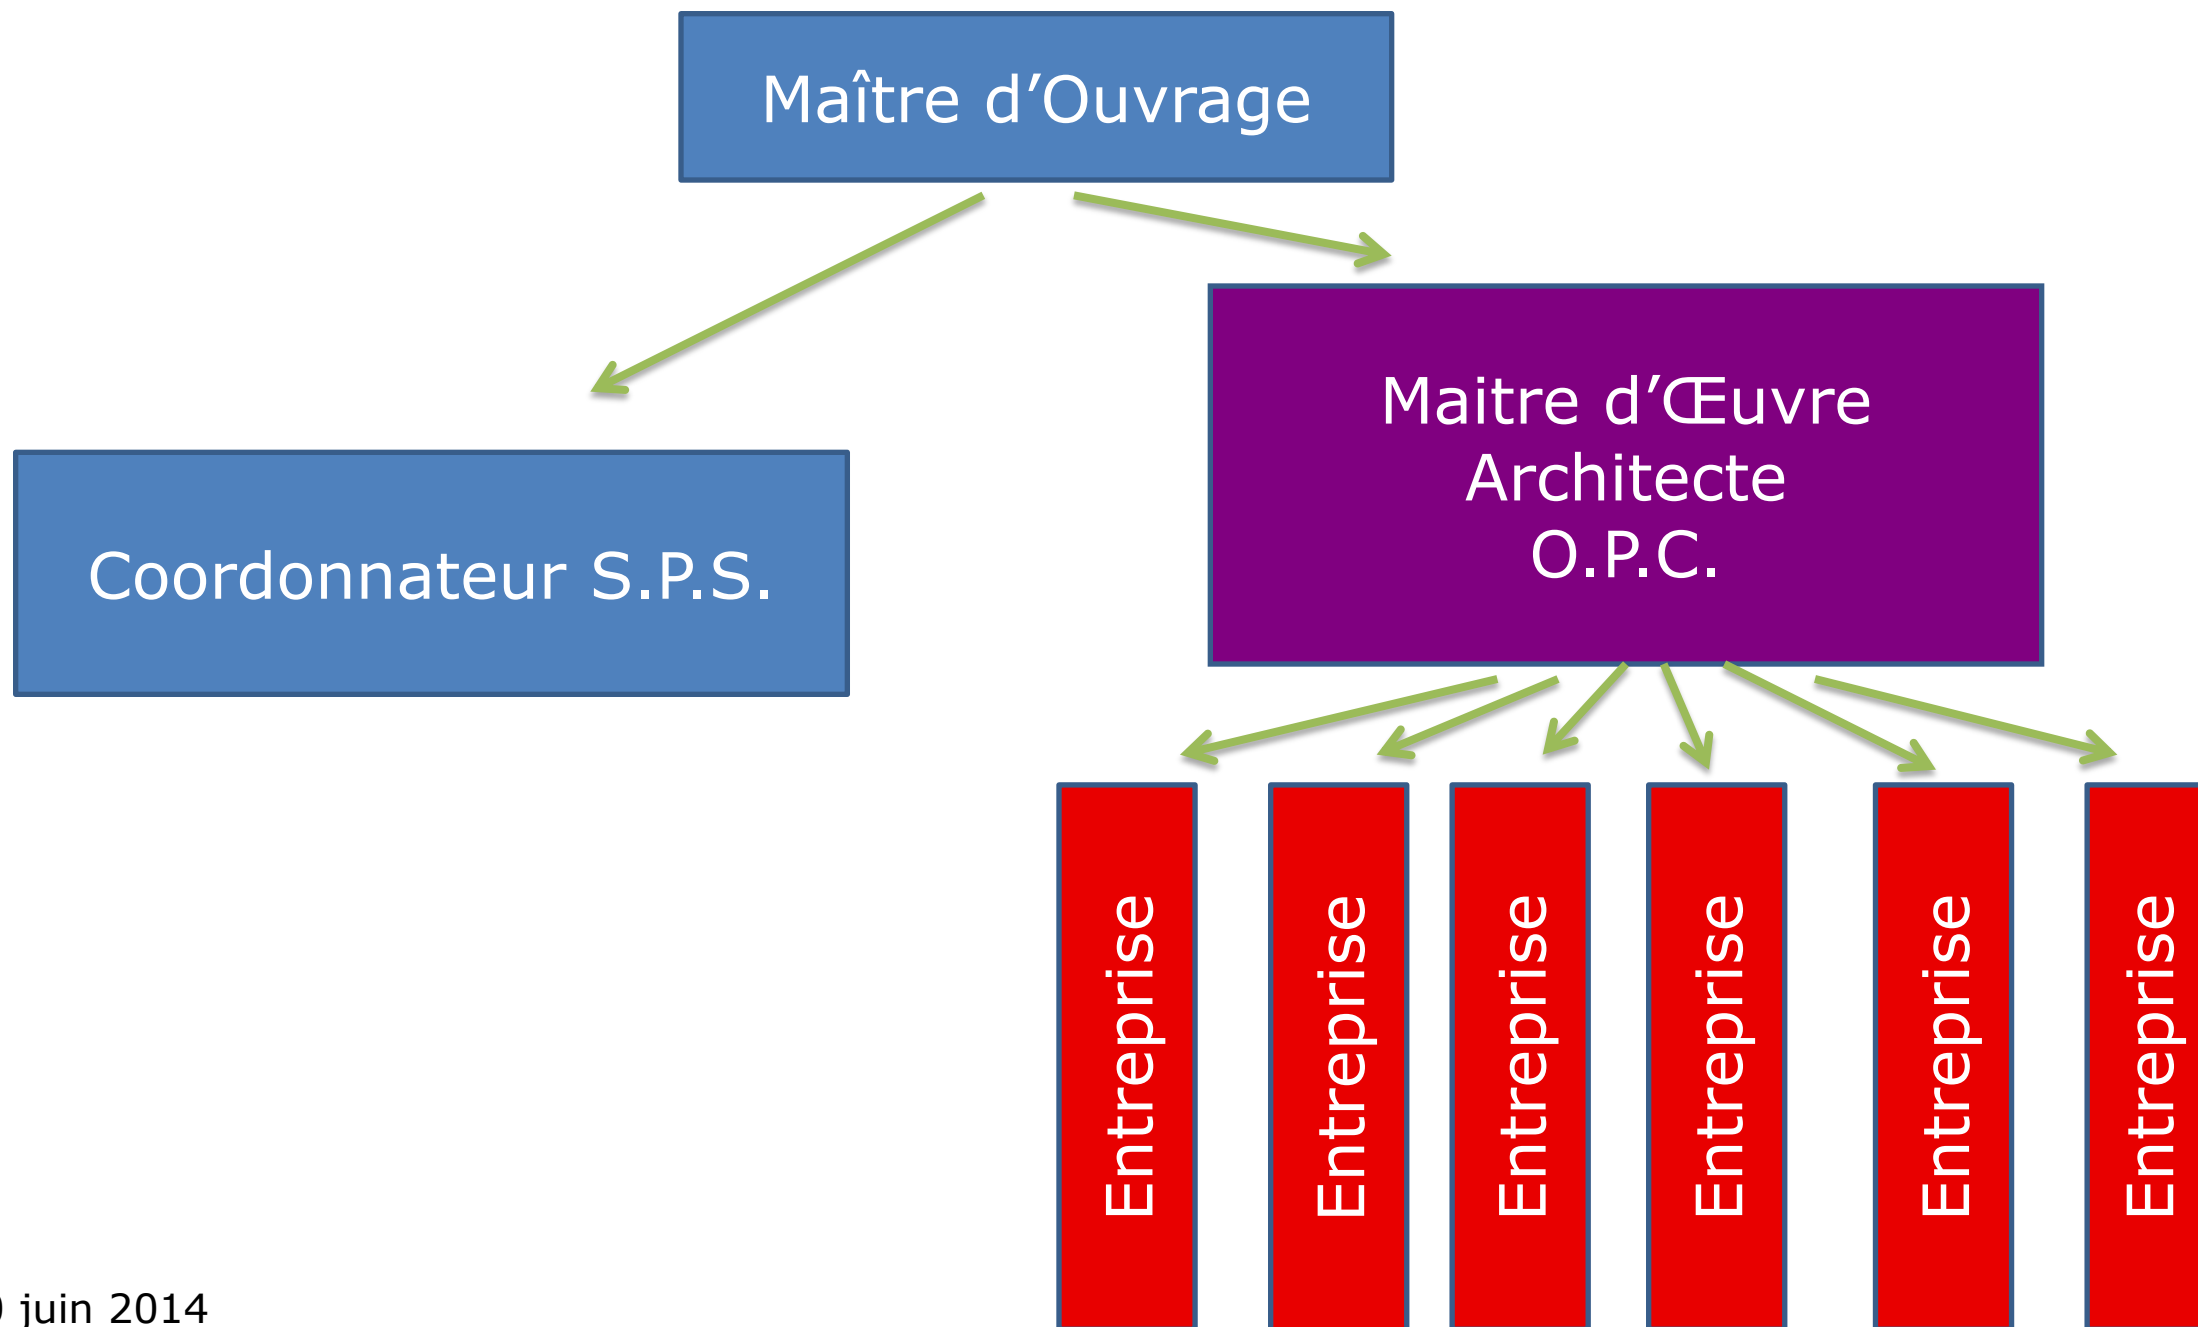 Maître d’Ouvrage
Coordonnateur S.P.S.
Maitre d’Œuvre
Architecte
O.P.C.
Entreprise
Entreprise
Entreprise
Entreprise
Entreprise
Entreprise
juin 2014